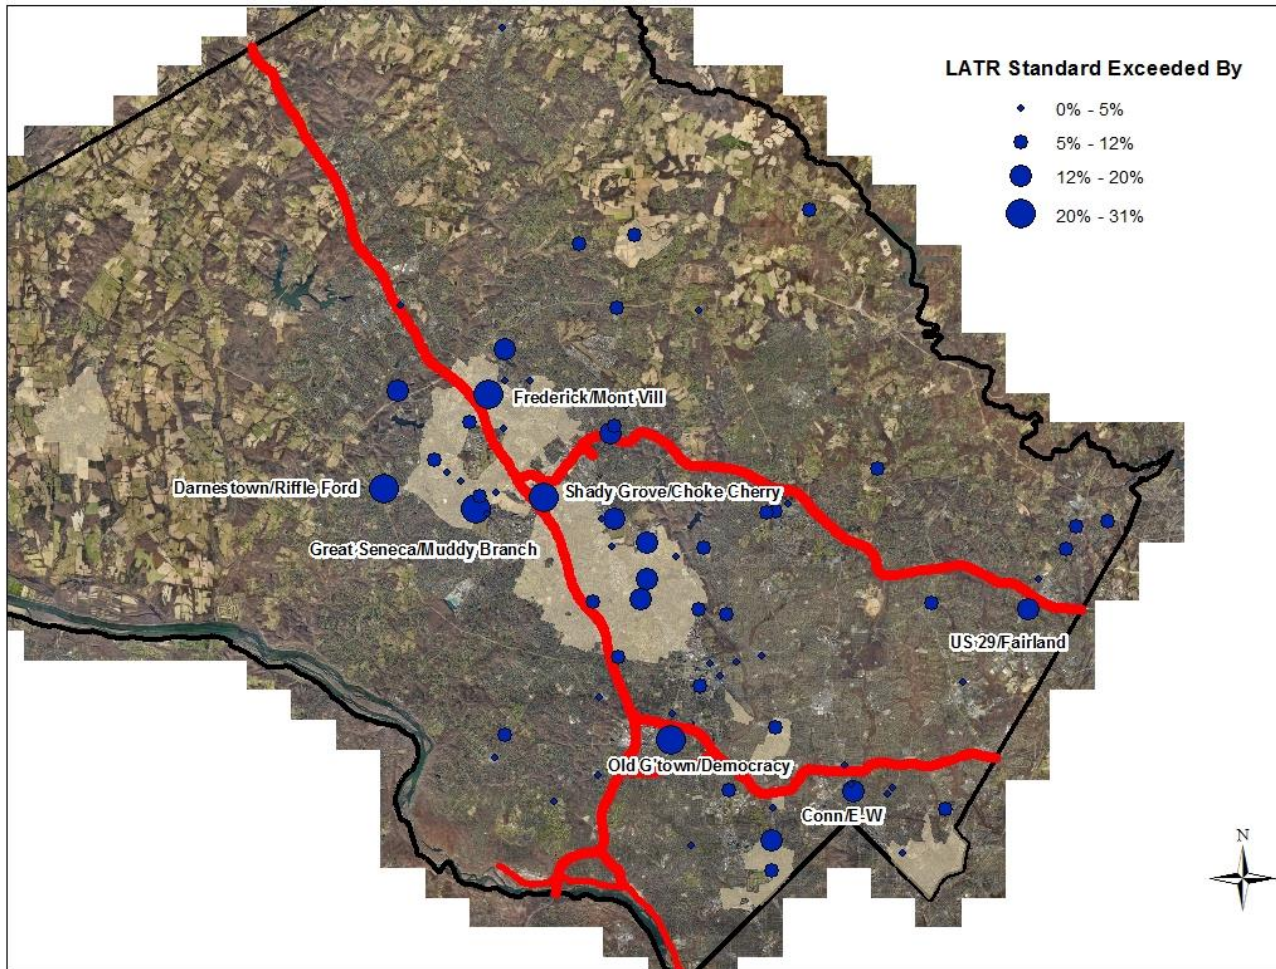 LATR Standard Exceeded By
0% - 5%
5% - 12%
12% - 20%
20% - 31%
Frederick/Mont Vill
Darnestown/Riffle Ford
Shady Grove/Choke Cherry
Great Seneca/Muddy Branch
US 29/Fairland
Old G'town/Democracy
Conn/E-W
N